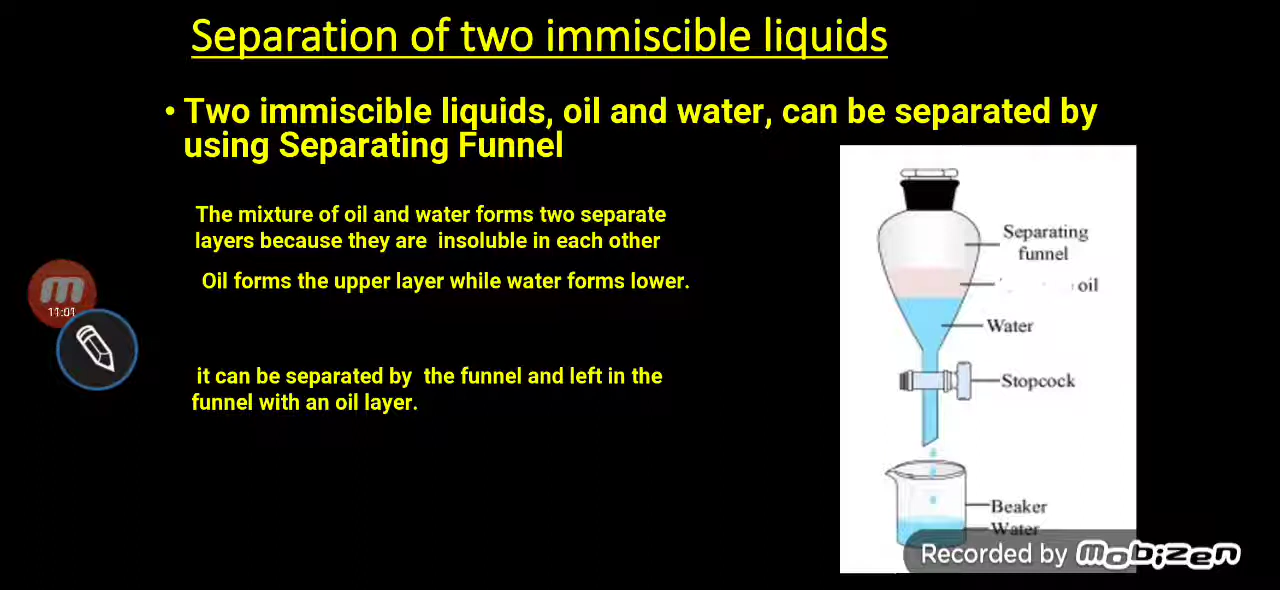 Separation of two immiscible liquids
• Two immiscible liquids, oil and water, can be separated by
using Separating Funnel
The mixture of oil and water forms two separate
layers because they are insoluble in each other
Oil forms the upper layer while water forms lower.
it can be separated by the funnel and left in the
funnel with an oil layer.
11:01
Separating
funnel
oil
Water
Stopcock
Beaker
Water
Recorded by mobizen